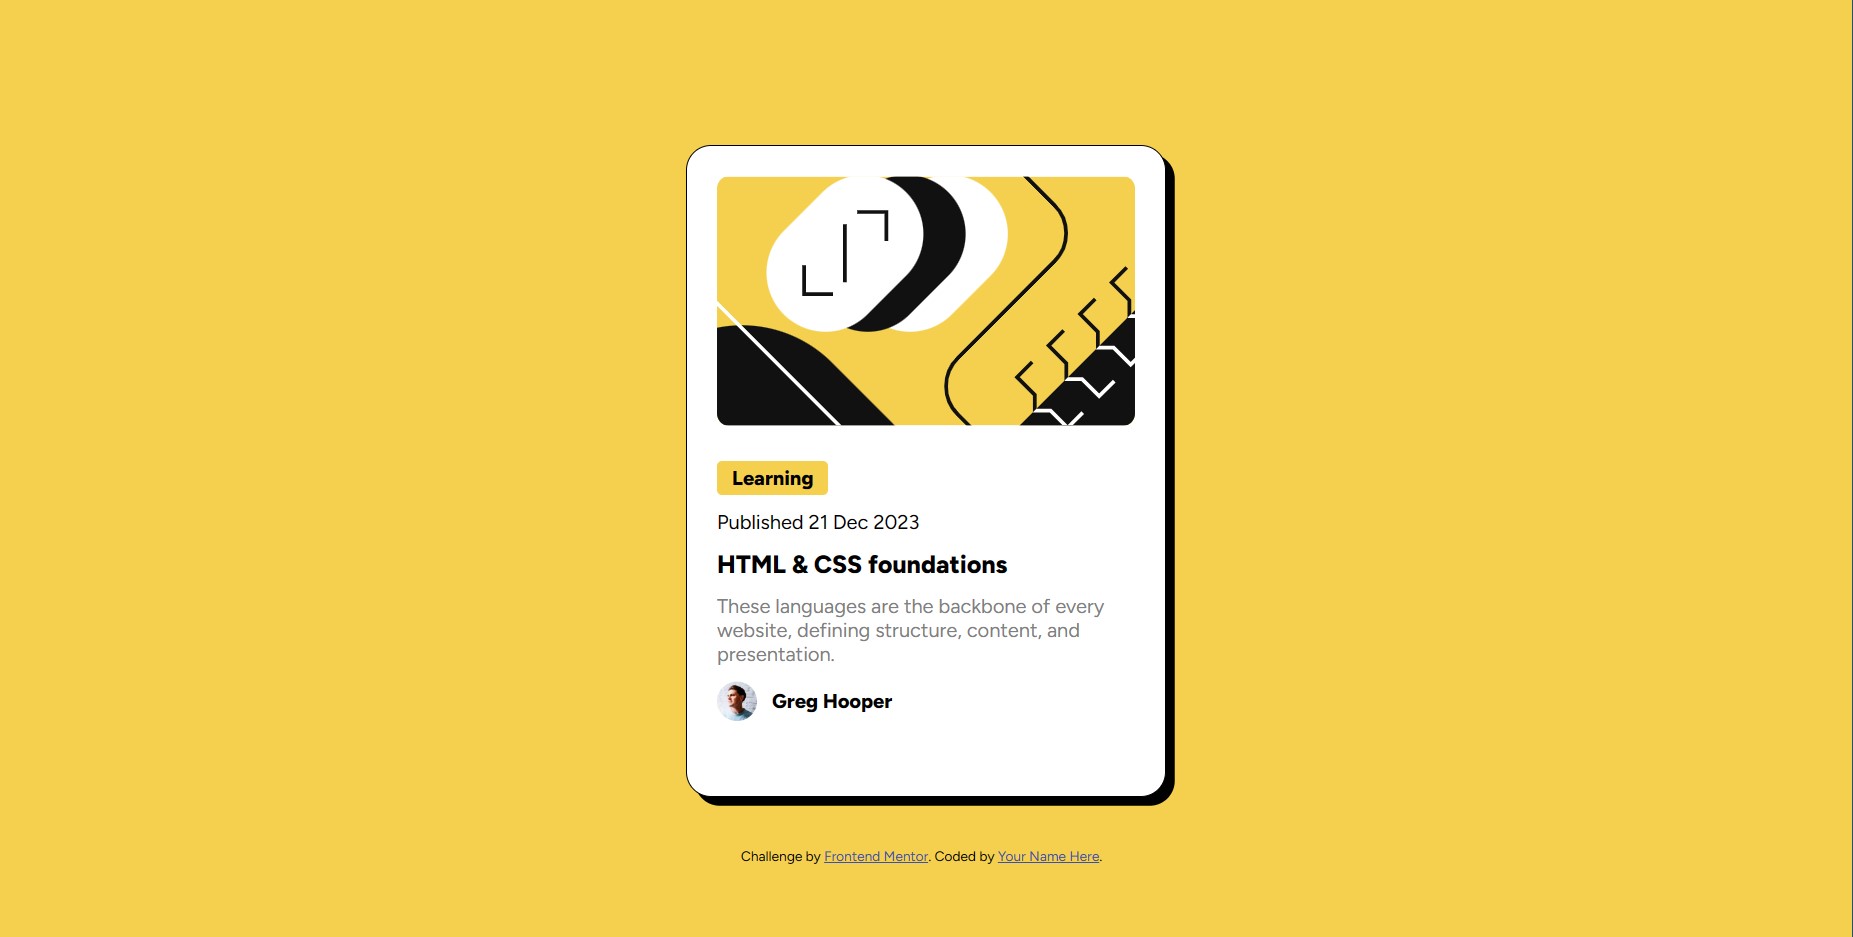 Learning
Published 21 Dec 2023
HTML & CSS foundations
These languages are the backbone of every
website, defining structure, content, and
presentation.
Greg Hooper
Challenge by Frontend Mentor. Coded by Your Name Here.